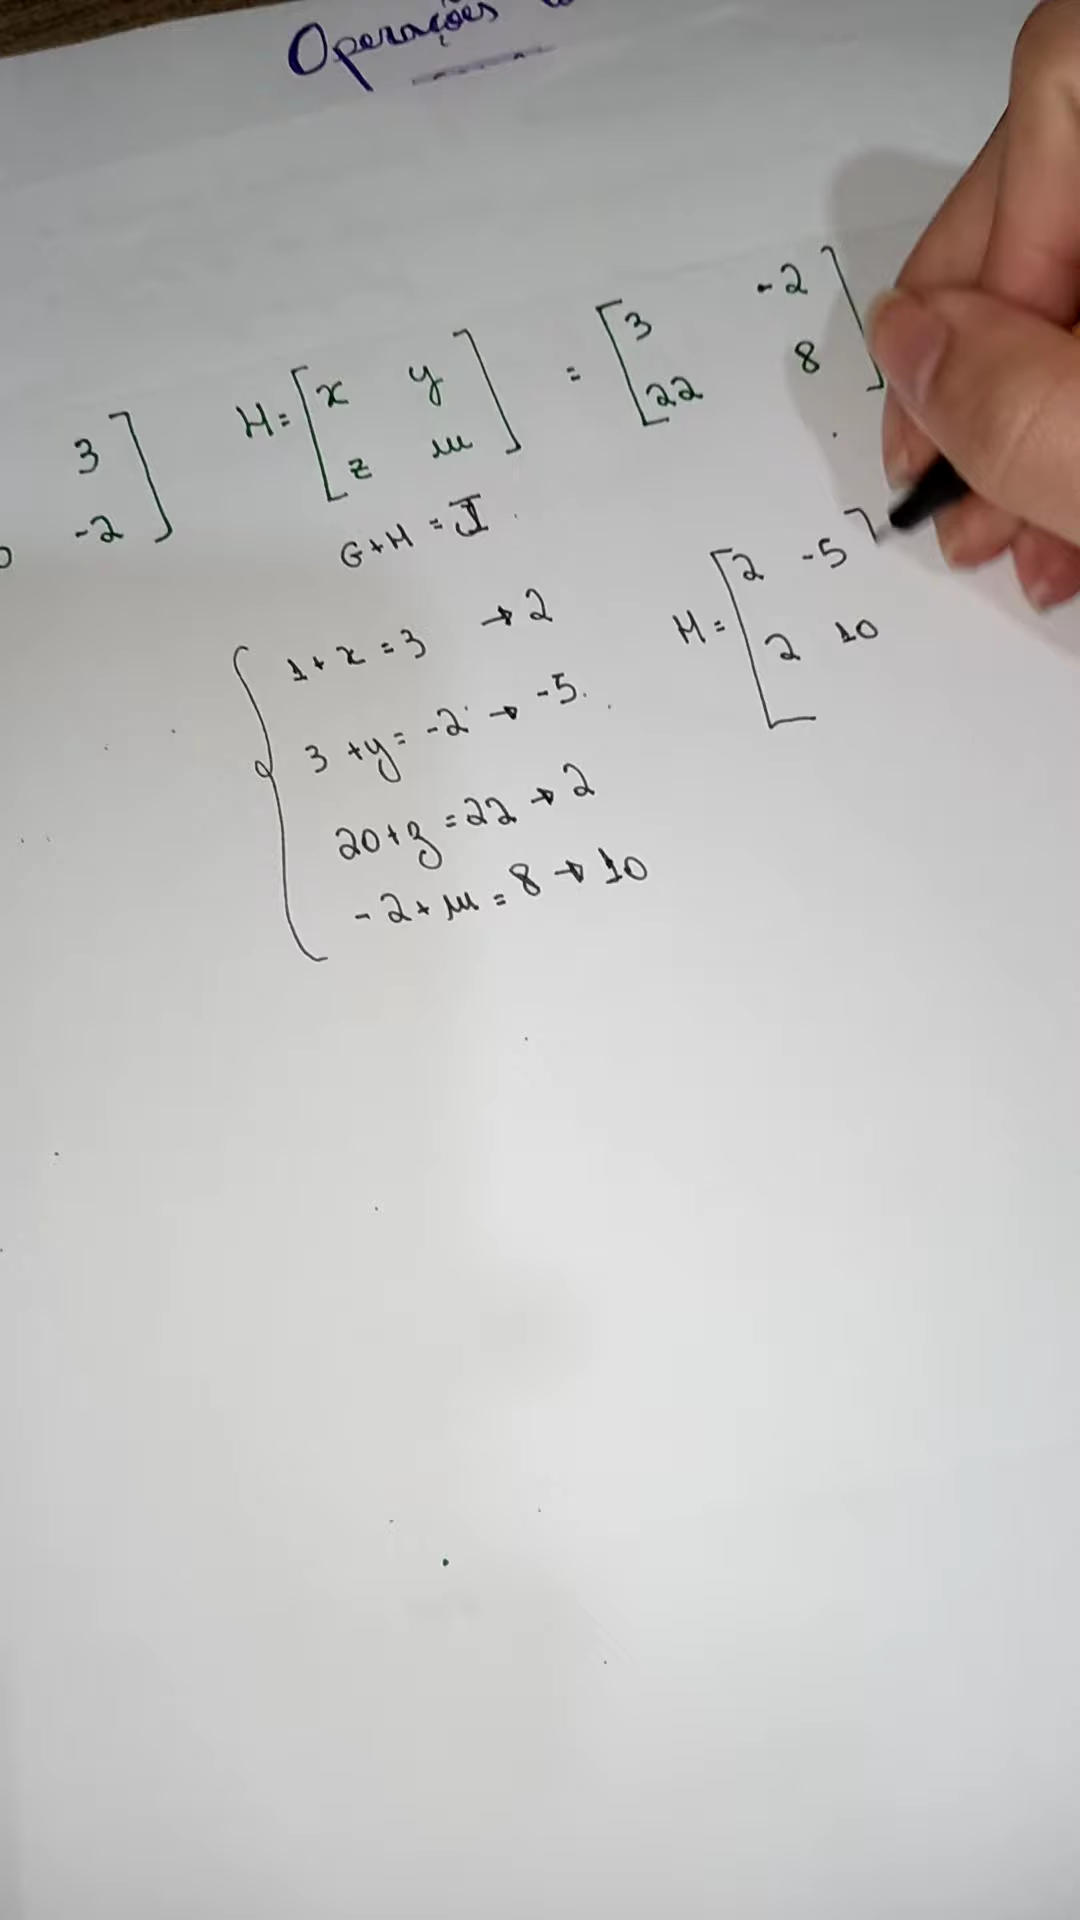 Operações
3
-2
H = [ x y
z m ]
= [ 3 -2
22 8 ]
G + H = I
1 + x = 3 → 2
3 + y = -2 → -5.
20 + z = 22 → 2
-2 + m = 8 → 10
H = [ 2 -5 ]
2 10